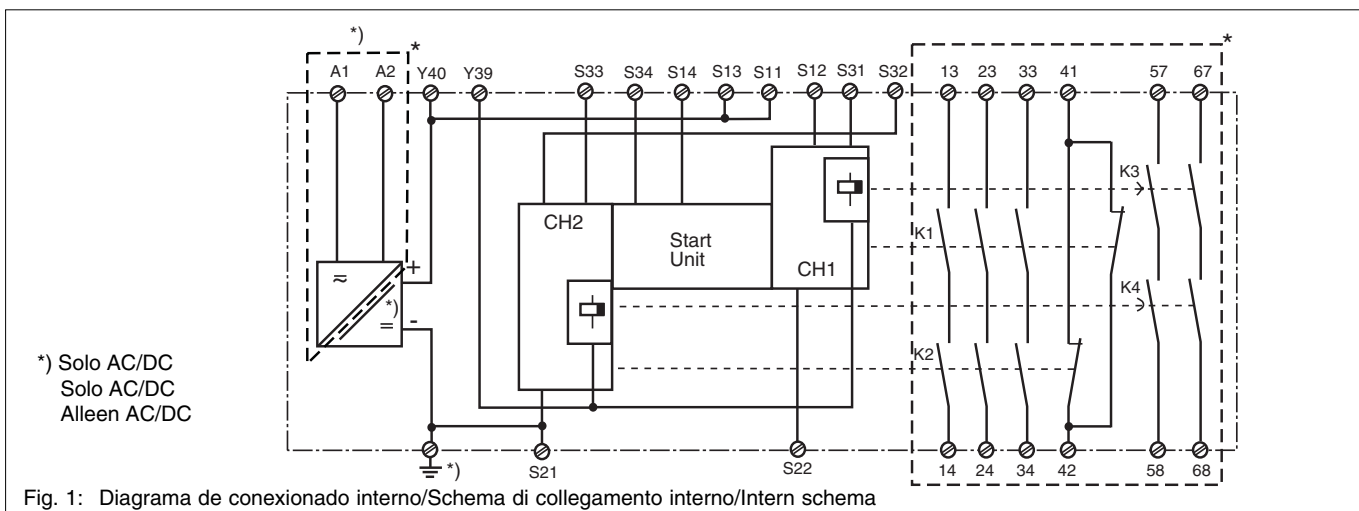 *)
*
A1 A2 Y40 Y39 S33 S34 S14 S13 S11 S12 S31 S32 13 23 33 41 57 67
*
K3
CH2
Start
Unit
CH1
K1
+
≂
*)
=
-
K4
K2
*) Solo AC/DC
Solo AC/DC
Alleen AC/DC
*)
S21
S22
14 24 34 42 58 68
Fig. 1: Diagrama de conexionado interno/Schema di collegamento interno/Intern schema